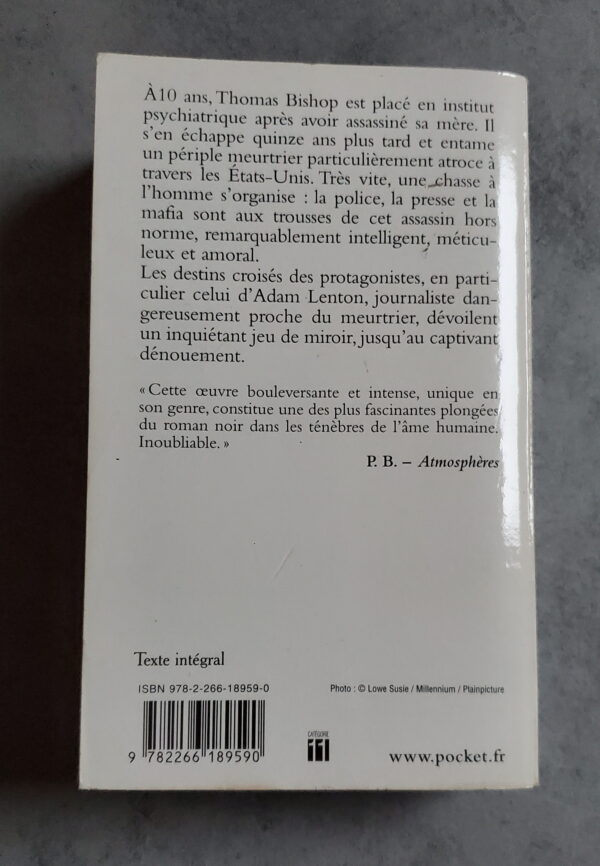 À10 ans, Thomas Bishop est placé en institut
psychiatrique après avoir assassiné sa mère. Il
s'en échappe quinze ans plus tard et entame
un périple meurtrier particulièrement atroce à
travers les États-Unis. Très vite, une chasse à
l'homme s'organise : la police, la presse et la
mafia sont aux trousses de cet assassin hors
norme, remarquablement intelligent, méticu-
leux et amoral.
Les destins croisés des protagonistes, en parti-
culier celui d'Adam Lenton, journaliste dan-
gereusement proche du meurtrier, dévoilent
un inquiétant jeu de miroir, jusqu'au captivant
dénouement.
« Cette œuvre bouleversante et intense, unique en
son genre, constitue une des plus fascinantes plongées
du roman noir dans les ténèbres de l'âme humaine.
Inoubliable. »
P. B. – Atmosphères
Texte intégral
ISBN 978-2-266-18959-0
Photo : © Lowe Susie / Millennium / Plainpicture
CATÉGORIE
9 782266 189590
www.pocket.fr